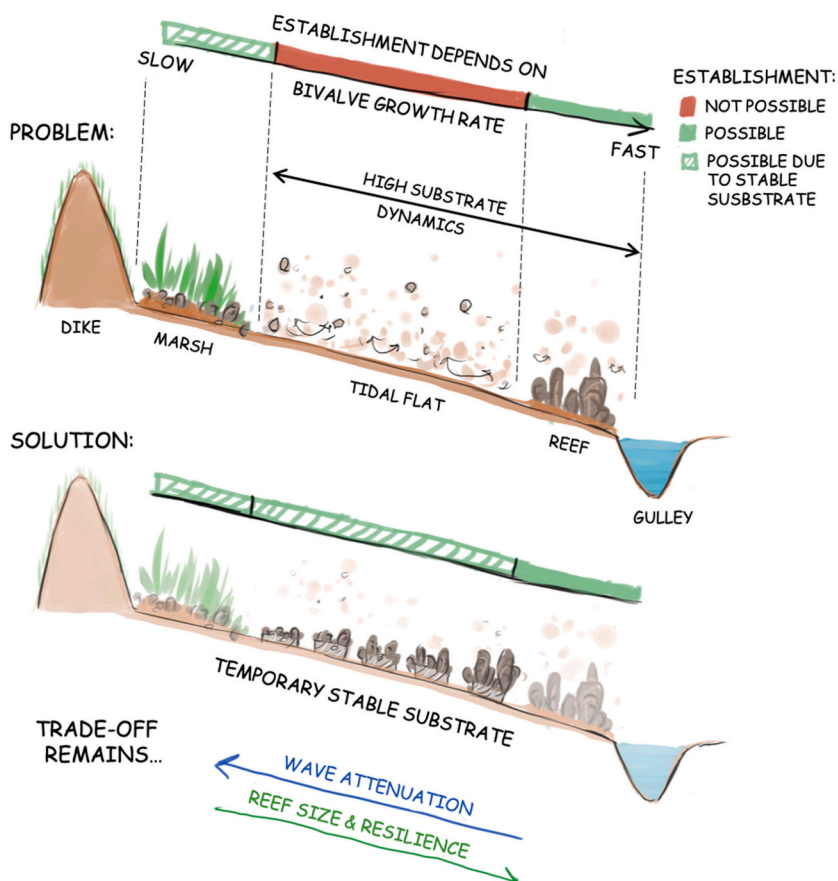 ESTABLISHMENT DEPENDS ON
SLOW
BIVALVE GROWTH RATE
FAST
ESTABLISHMENT:
NOT POSSIBLE
POSSIBLE
POSSIBLE DUE
TO STABLE
SUSBSTRATE
PROBLEM:
HIGH SUBSTRATE
DYNAMICS
DIKE
MARSH
TIDAL FLAT
REEF
GULLEY
SOLUTION:
TEMPORARY STABLE SUBSTRATE
TRADE-OFF
REMAINS...
WAVE ATTENUATION
REEF SIZE & RESILIENCE